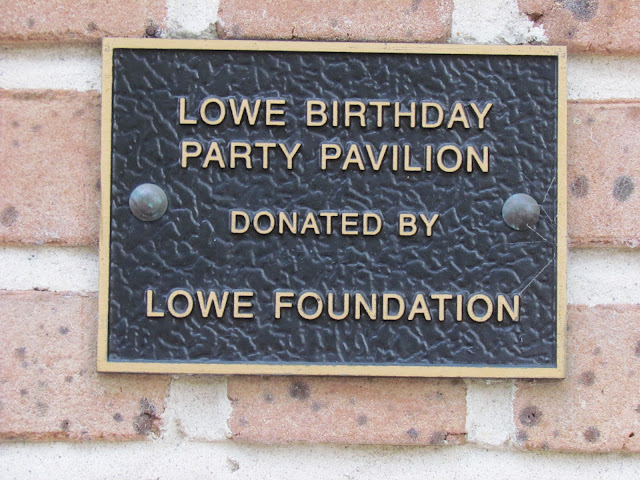 LOWE BIRTHDAY
PARTY PAVILION
DONATED BY
LOWE FOUNDATION